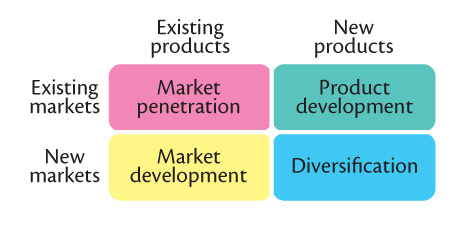 Existing
products
New
products
Existing
markets
Market
penetration
Product
development
New
markets
Market
development
Diversification